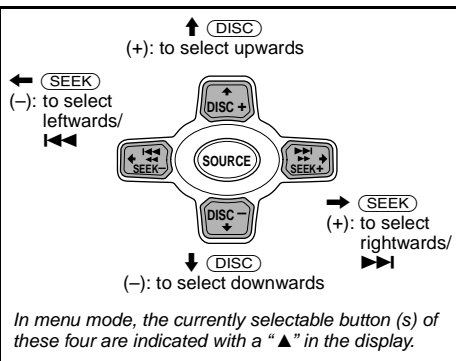 ↑ (DISC)
(+): to select upwards
← (SEEK)
(–): to select
leftwards/
⏮
DISC +
SEEK–
SOURCE
SEEK+
DISC –
→ (SEEK)
(+): to select
rightwards/
⏭
↓ (DISC)
(–): to select downwards
In menu mode, the currently selectable button (s) of
these four are indicated with a “▲” in the display.